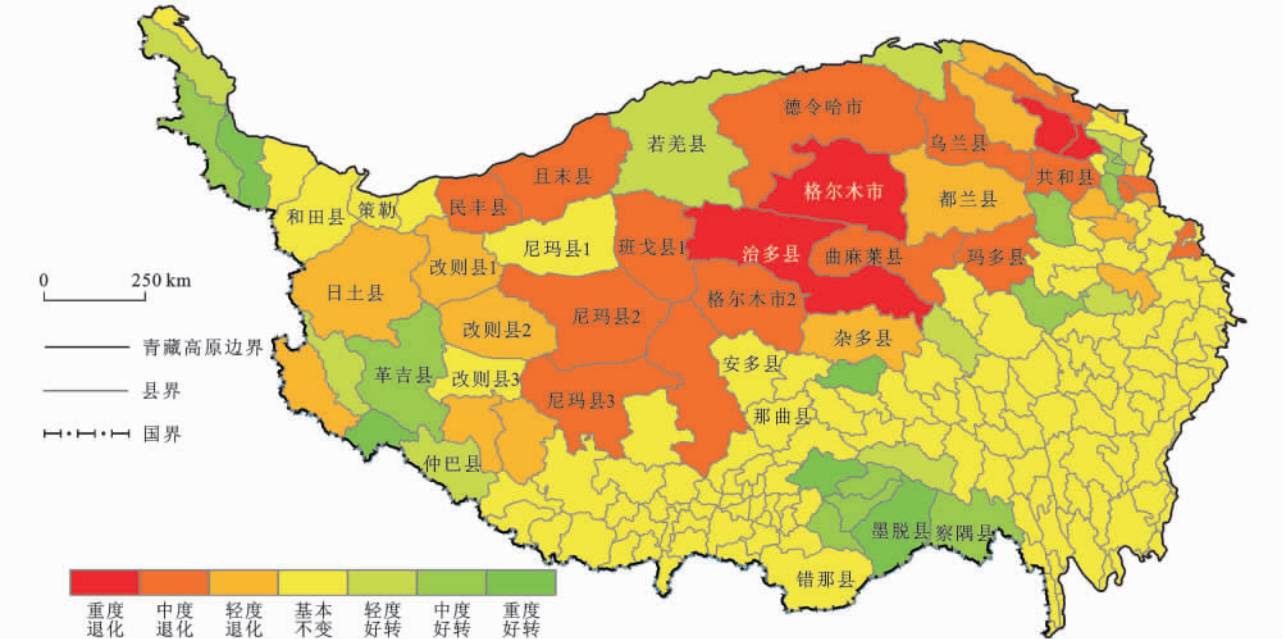 德令哈市
若羌县
乌兰县
且末县
共和县
格尔木市
都兰县
民丰县
策勒
和田县
尼玛县1
班戈县1
治多县
曲麻莱县
玛多县
改则县1
0 250 km
日土县
格尔木市2
尼玛县2
改则县2
杂多县
青藏高原边界
安多县
革吉县
改则县3
县界
尼玛县3
那曲县
国界
仲巴县
墨脱县
察隅县
错那县
重度 中度 轻度 基本 轻度 中度 重度
退化 退化 退化 不变 好转 好转 好转